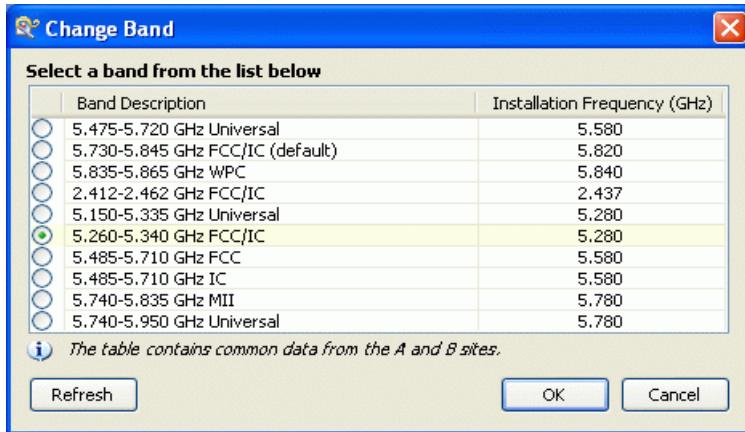 Change Band
Select a band from the list below
Band Description Installation Frequency (GHz)
5.475-5.720 GHz Universal 5.580
5.730-5.845 GHz FCC/IC (default) 5.820
5.835-5.865 GHz WPC 5.840
2.412-2.462 GHz FCC/IC 2.437
5.150-5.335 GHz Universal 5.280
5.260-5.340 GHz FCC/IC 5.280
5.485-5.710 GHz FCC 5.580
5.485-5.710 GHz IC 5.580
5.740-5.835 GHz MII 5.780
5.740-5.950 GHz Universal 5.780
The table contains common data from the A and B sites.
Refresh OK Cancel